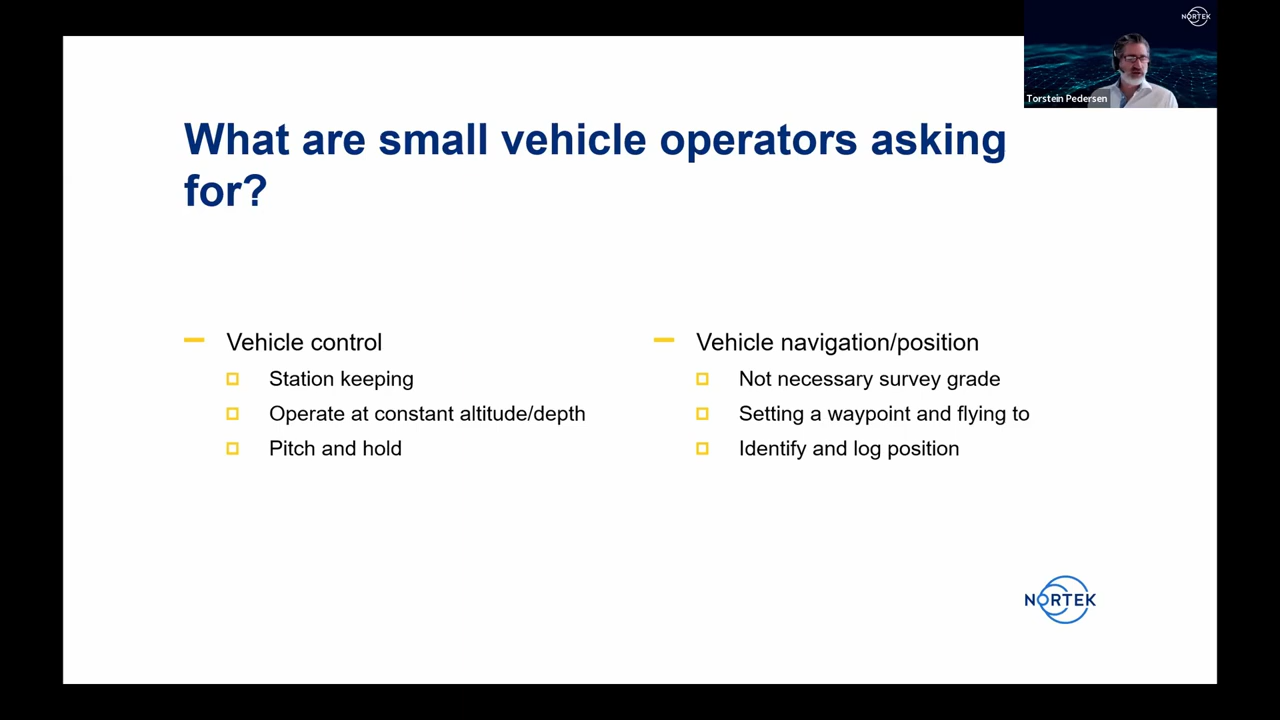 NORTEK
Torstein Pedersen
What are small vehicle operators asking
for?
Vehicle control
Station keeping
Operate at constant altitude/depth
Pitch and hold
Vehicle navigation/position
Not necessary survey grade
Setting a waypoint and flying to
Identify and log position
NORTEK